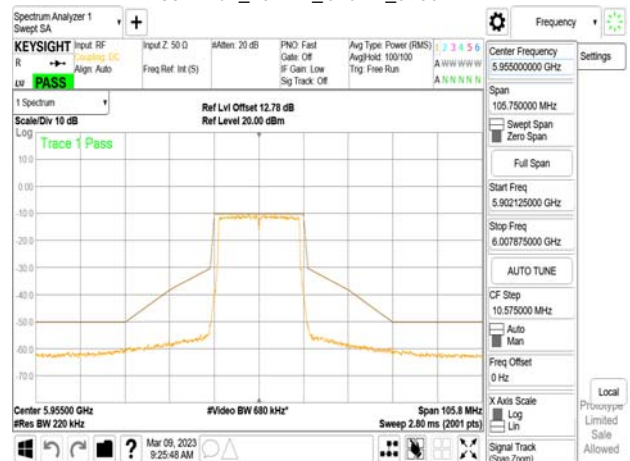 Spectrum Analyzer 1
Swept SA
Frequency
KEYSIGHT
Input: RF
Coupling: DC
Align: Auto
Input Z: 50 Ω
Freq Ref: Int (S)
#Atten: 20 dB
PNO: Fast
Gate: Off
IF Gain: Low
Sig Track: Off
Avg Type: Power (RMS)
Avg|Hold: 100/100
Trig: Free Run
1 2 3 4 5 6
A W W W W W
A N N N N N
R
LXI
PASS
Center Frequency
5.955000000 GHz
Settings
Span
105.750000 MHz
Swept Span
Zero Span
Full Span
Start Freq
5.902125000 GHz
Stop Freq
6.007875000 GHz
AUTO TUNE
CF Step
10.575000 MHz
Auto
Man
Freq Offset
0 Hz
X Axis Scale
Log
Lin
Signal Track
(Span Zoom)
Local
Prototype
Limited
Sale
Allowed
1 Spectrum
Scale/Div 10 dB
Ref Lvl Offset 12.78 dB
Ref Level 20.00 dBm
Log
Trace 1 Pass
10.0
0.00
-10.0
-20.0
-30.0
-40.0
-50.0
-60.0
-70.0
Center 5.95500 GHz
#Res BW 220 kHz
#Video BW 680 kHz*
Span 105.8 MHz
Sweep 2.80 ms (2001 pts)
?
Mar 09, 2023
9:25:48 AM